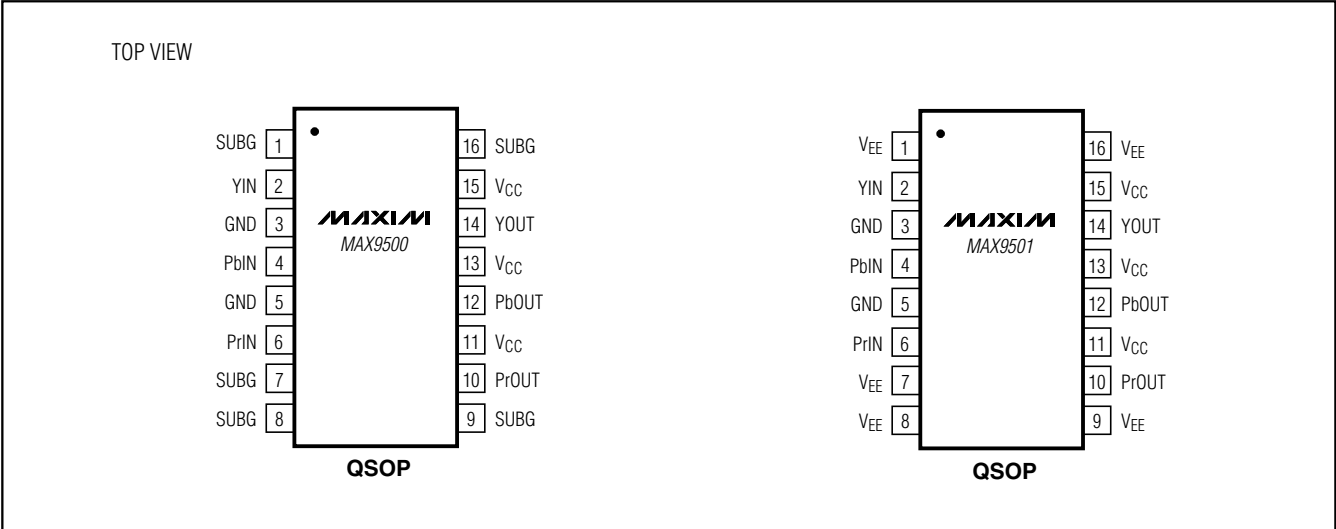 TOP VIEW
SUBG 1
YIN 2
GND 3
PbIN 4
GND 5
PrIN 6
SUBG 7
SUBG 8
MAXIM
MAX9500
16 SUBG
15 VCC
14 YOUT
13 VCC
12 PbOUT
11 VCC
10 PrOUT
9 SUBG
QSOP
VEE 1
YIN 2
GND 3
PbIN 4
GND 5
PrIN 6
VEE 7
VEE 8
MAXIM
MAX9501
16 VEE
15 VCC
14 YOUT
13 VCC
12 PbOUT
11 VCC
10 PrOUT
9 VEE
QSOP